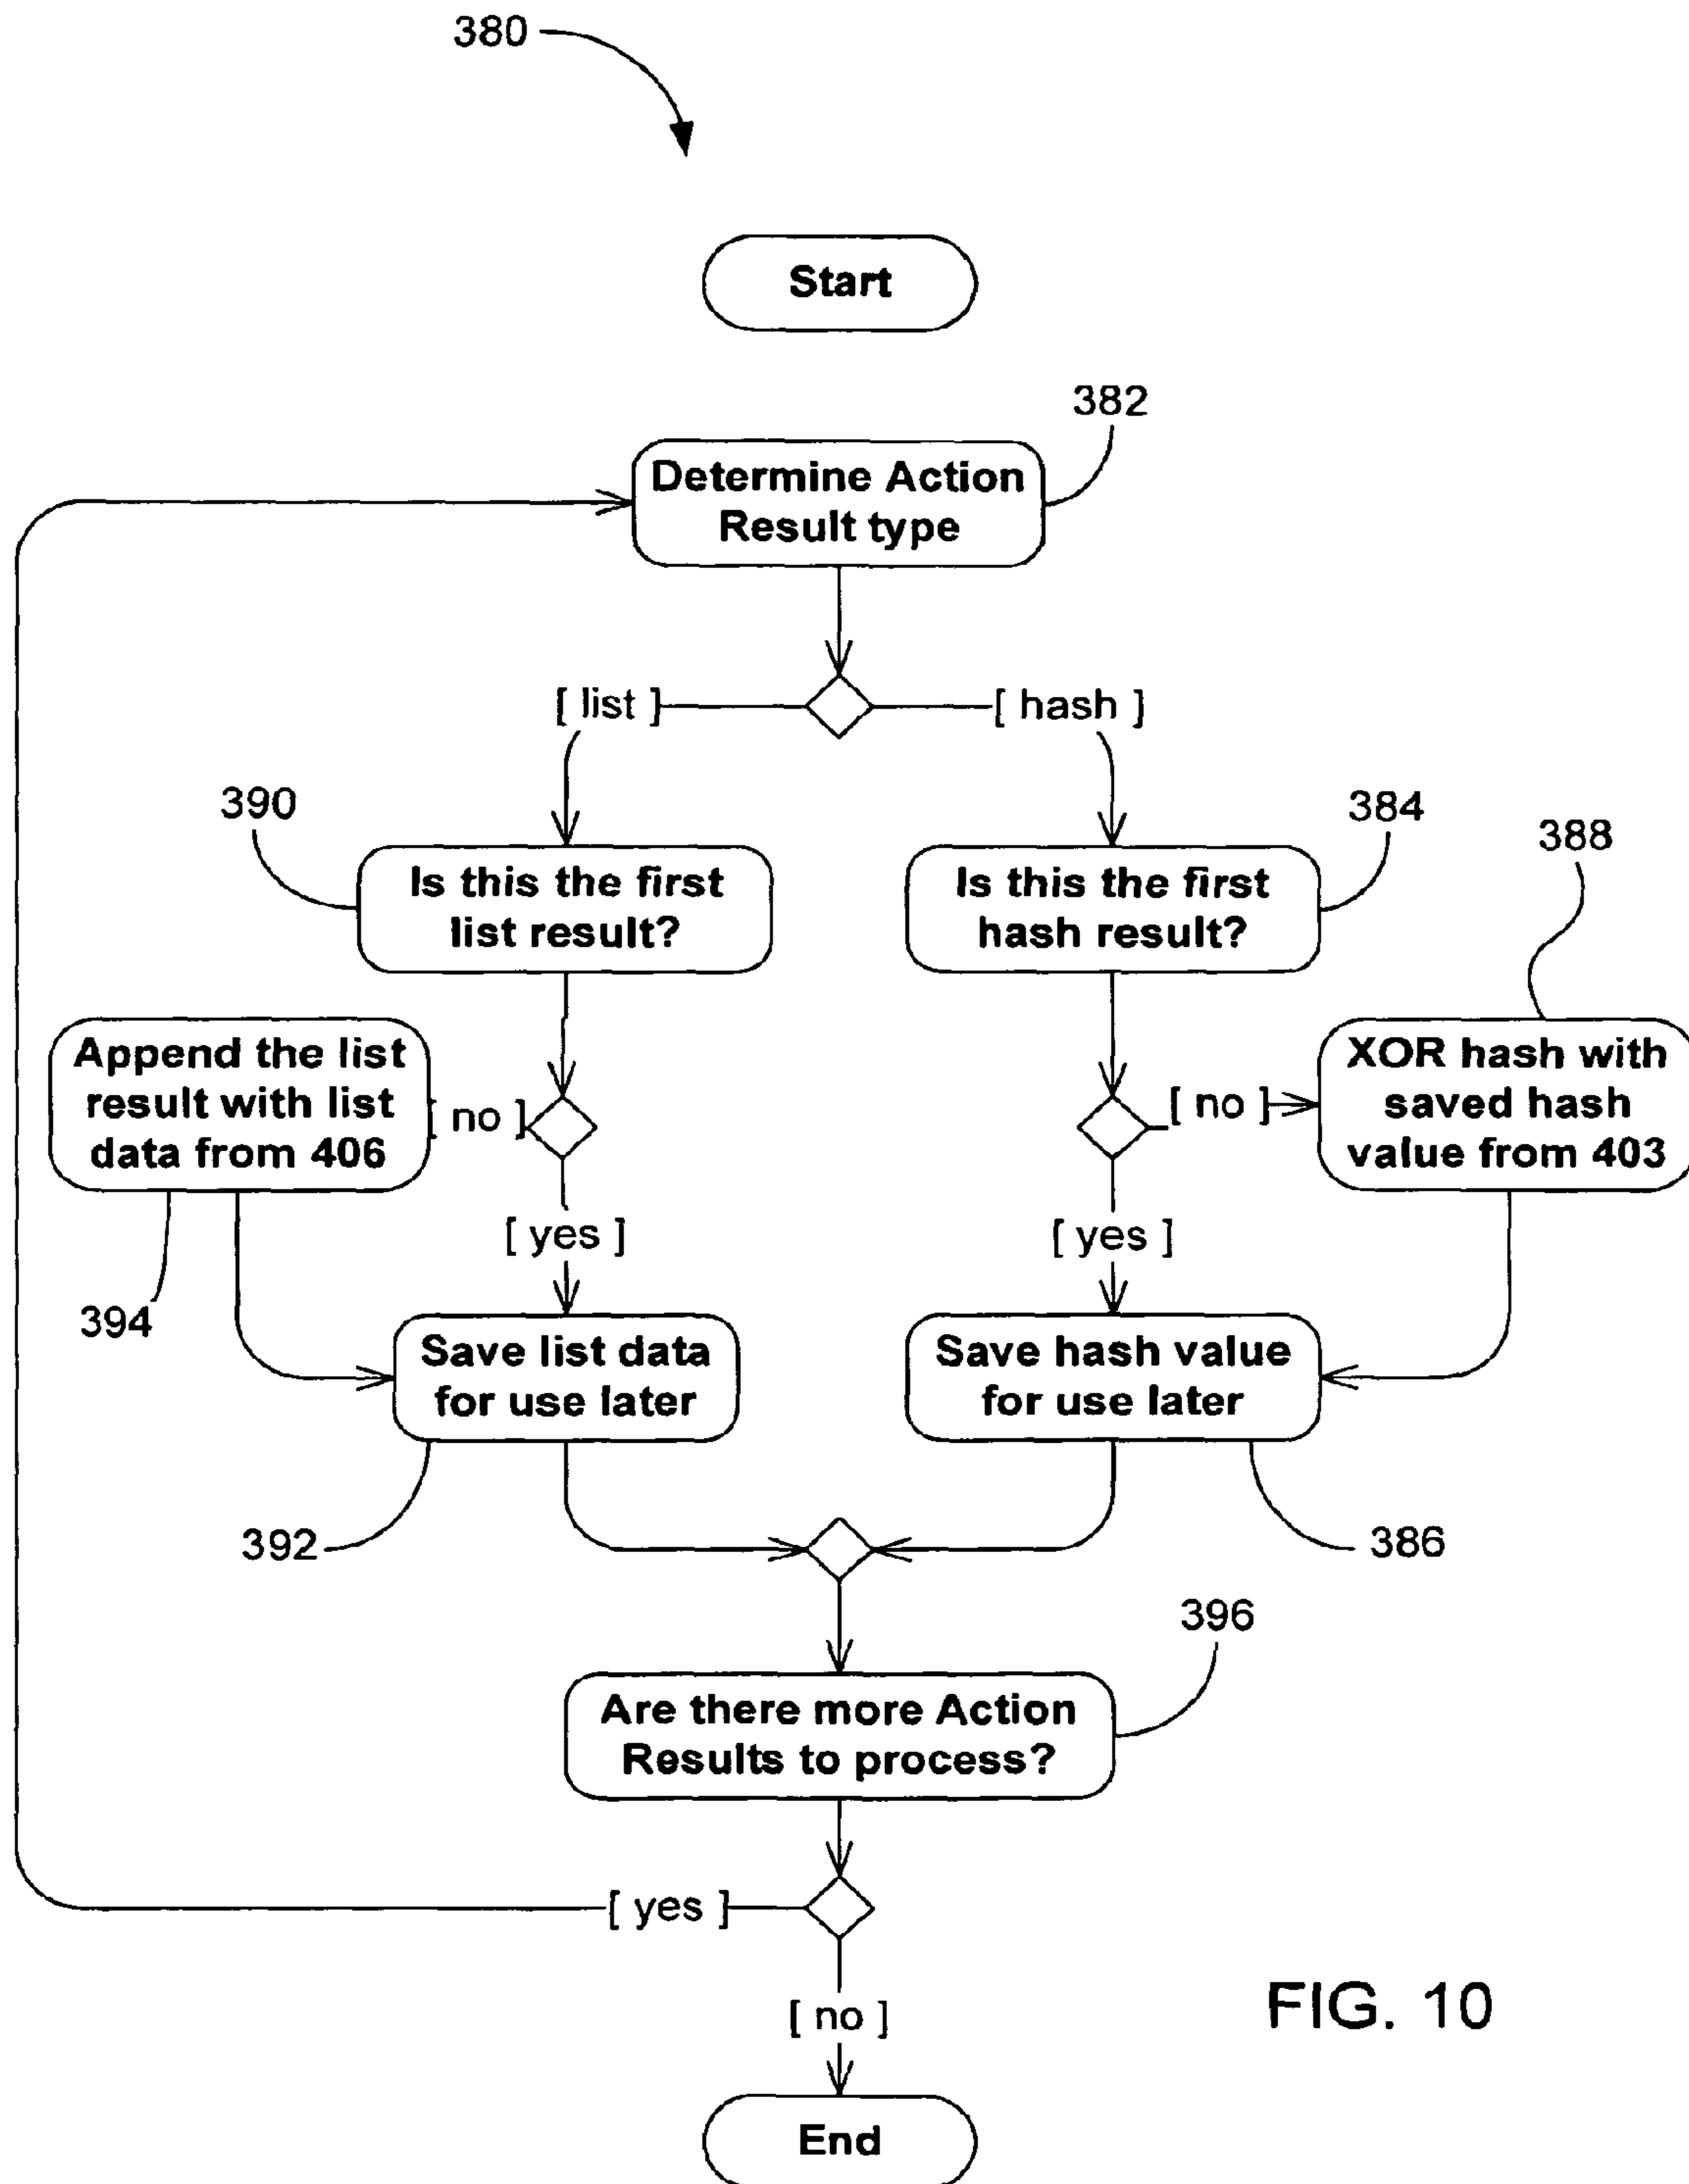 380
Start
382
Determine Action
Result type
[ list ]
[ hash ]
390
384
388
Is this the first
list result?
Is this the first
hash result?
Append the list
result with list
data from 406
[ no ]
[ no ]
XOR hash with
saved hash
value from 403
[ yes ]
[ yes ]
394
Save list data
for use later
Save hash value
for use later
392
386
396
Are there more Action
Results to process?
[ yes ]
[ no ]
FIG. 10
End